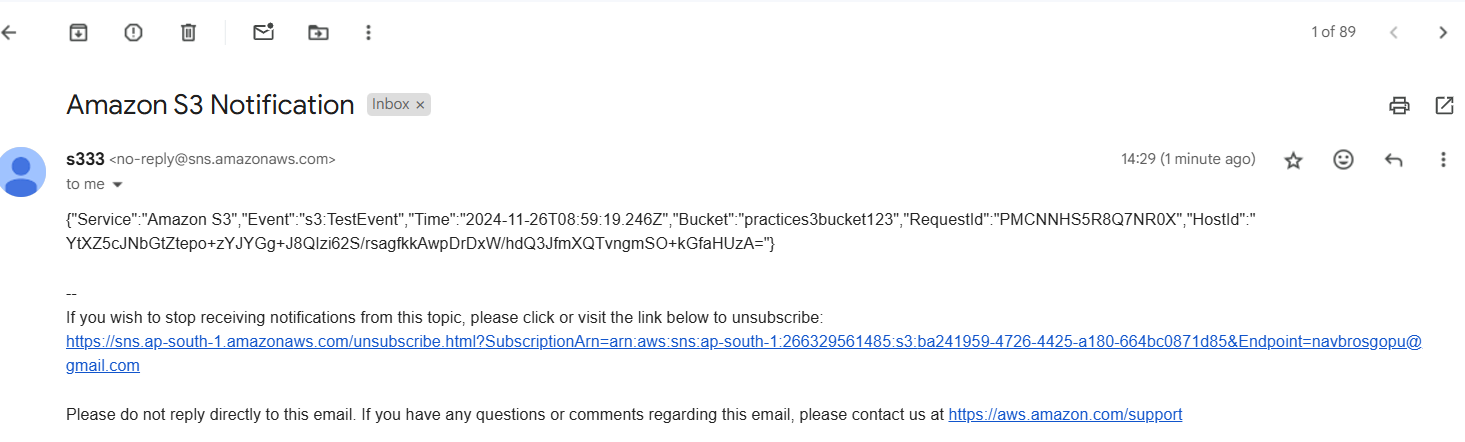 1 of 89
Amazon S3 Notification Inbox ×
s333 <no-reply@sns.amazonaws.com> 14:29 (1 minute ago)
to me
{"Service":"Amazon S3","Event":"s3:TestEvent","Time":"2024-11-26T08:59:19.246Z","Bucket":"practices3bucket123","RequestId":"PMCNNHS5R8Q7NR0X","HostId":"
YtXZ5cJNbGtZtepo+zYJYGg+J8QIzi62S/rsagfkkAwpDrDxW/hdQ3JfmXQTvngmSO+kGfaHUzA="}
--
If you wish to stop receiving notifications from this topic, please click or visit the link below to unsubscribe:
https://sns.ap-south-1.amazonaws.com/unsubscribe.html?SubscriptionArn=arn:aws:sns:ap-south-1:266329561485:s3:ba241959-4726-4425-a180-664bc0871d85&Endpoint=navbrosgopu@
gmail.com
Please do not reply directly to this email. If you have any questions or comments regarding this email, please contact us at https://aws.amazon.com/support